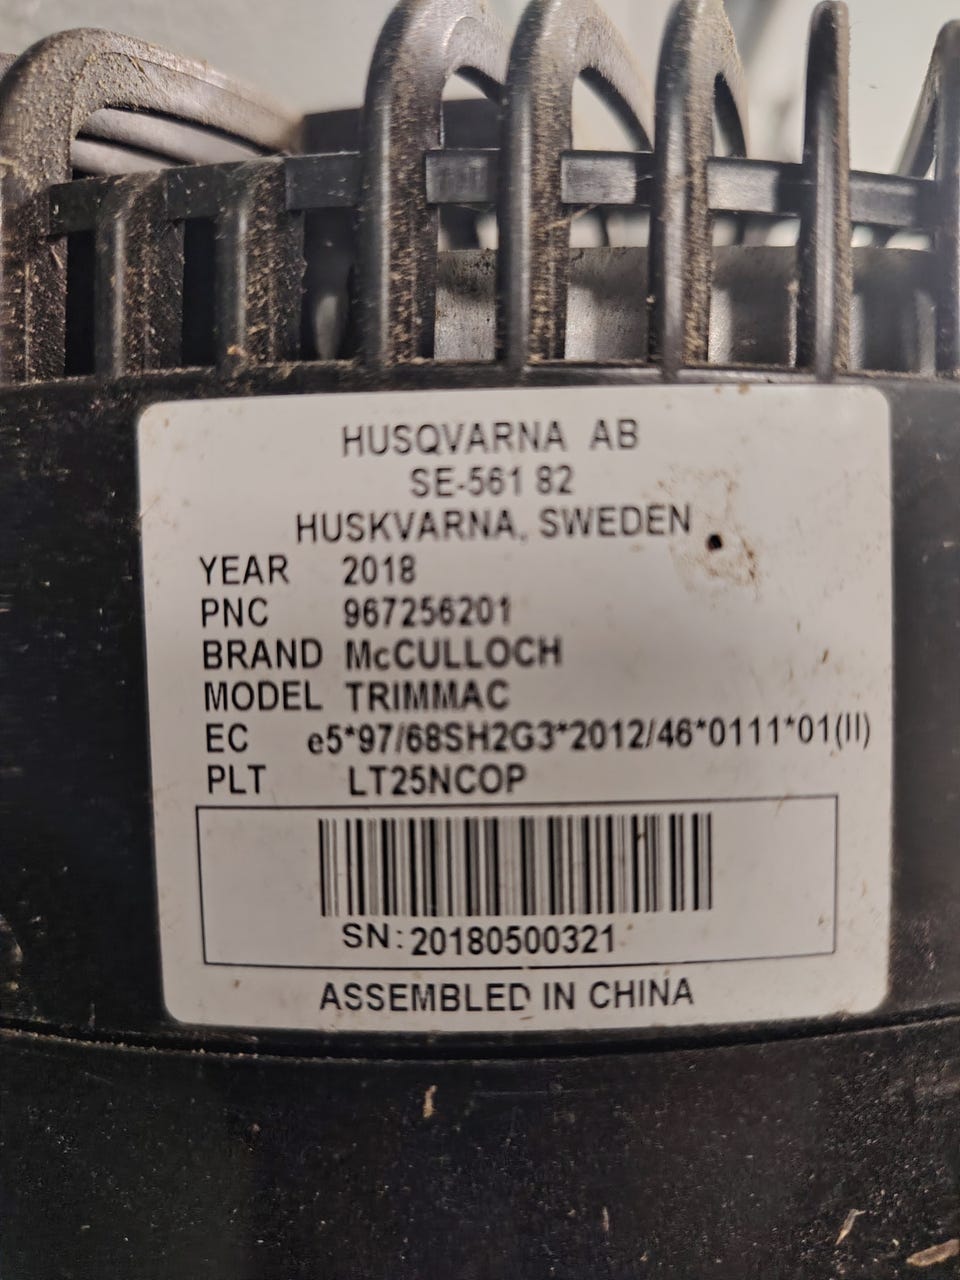 HUSQVARNA AB
SE-561 82
HUSKVARNA, SWEDEN
YEAR 2018
PNC 967256201
BRAND McCULLOCH
MODEL TRIMMAC
EC e5*97/68SH2G3*2012/46*0111*01(II)
PLT LT25NCOP
SN: 20180500321
ASSEMBLED IN CHINA